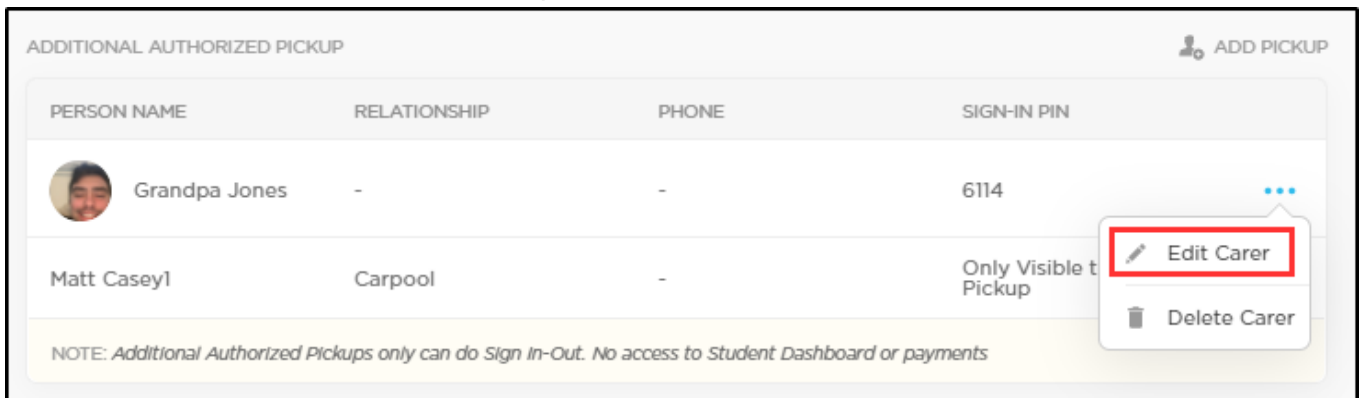 ADDITIONAL AUTHORIZED PICKUP
ADD PICKUP
PERSON NAME RELATIONSHIP PHONE SIGN-IN PIN
Grandpa Jones - - 6114
Edit Carer
Matt Casey1 Carpool - Only Visible t
Pickup
Delete Carer
NOTE: Additional Authorized Pickups only can do Sign In-Out. No access to Student Dashboard or payments